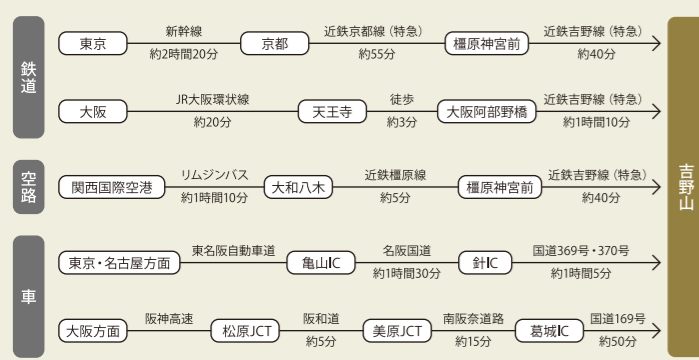 鉄道
東京 新幹線 約2時間20分 京都 近鉄京都線（特急） 約55分 橿原神宮前 近鉄吉野線（特急） 約40分
大阪 JR大阪環状線 約20分 天王寺 徒歩 約3分 大阪阿部野橋 近鉄吉野線（特急） 約1時間10分
空路
関西国際空港 リムジンバス 約1時間10分 大和八木 近鉄橿原線 約5分 橿原神宮前 近鉄吉野線（特急） 約40分
車
東京・名古屋方面 東名阪自動車道 亀山IC 名阪国道 約1時間30分 針IC 国道369号・370号 約1時間5分
大阪方面 阪神高速 松原JCT 阪和道 約5分 美原JCT 南阪奈道路 約15分 葛城IC 国道169号 約50分
吉野山